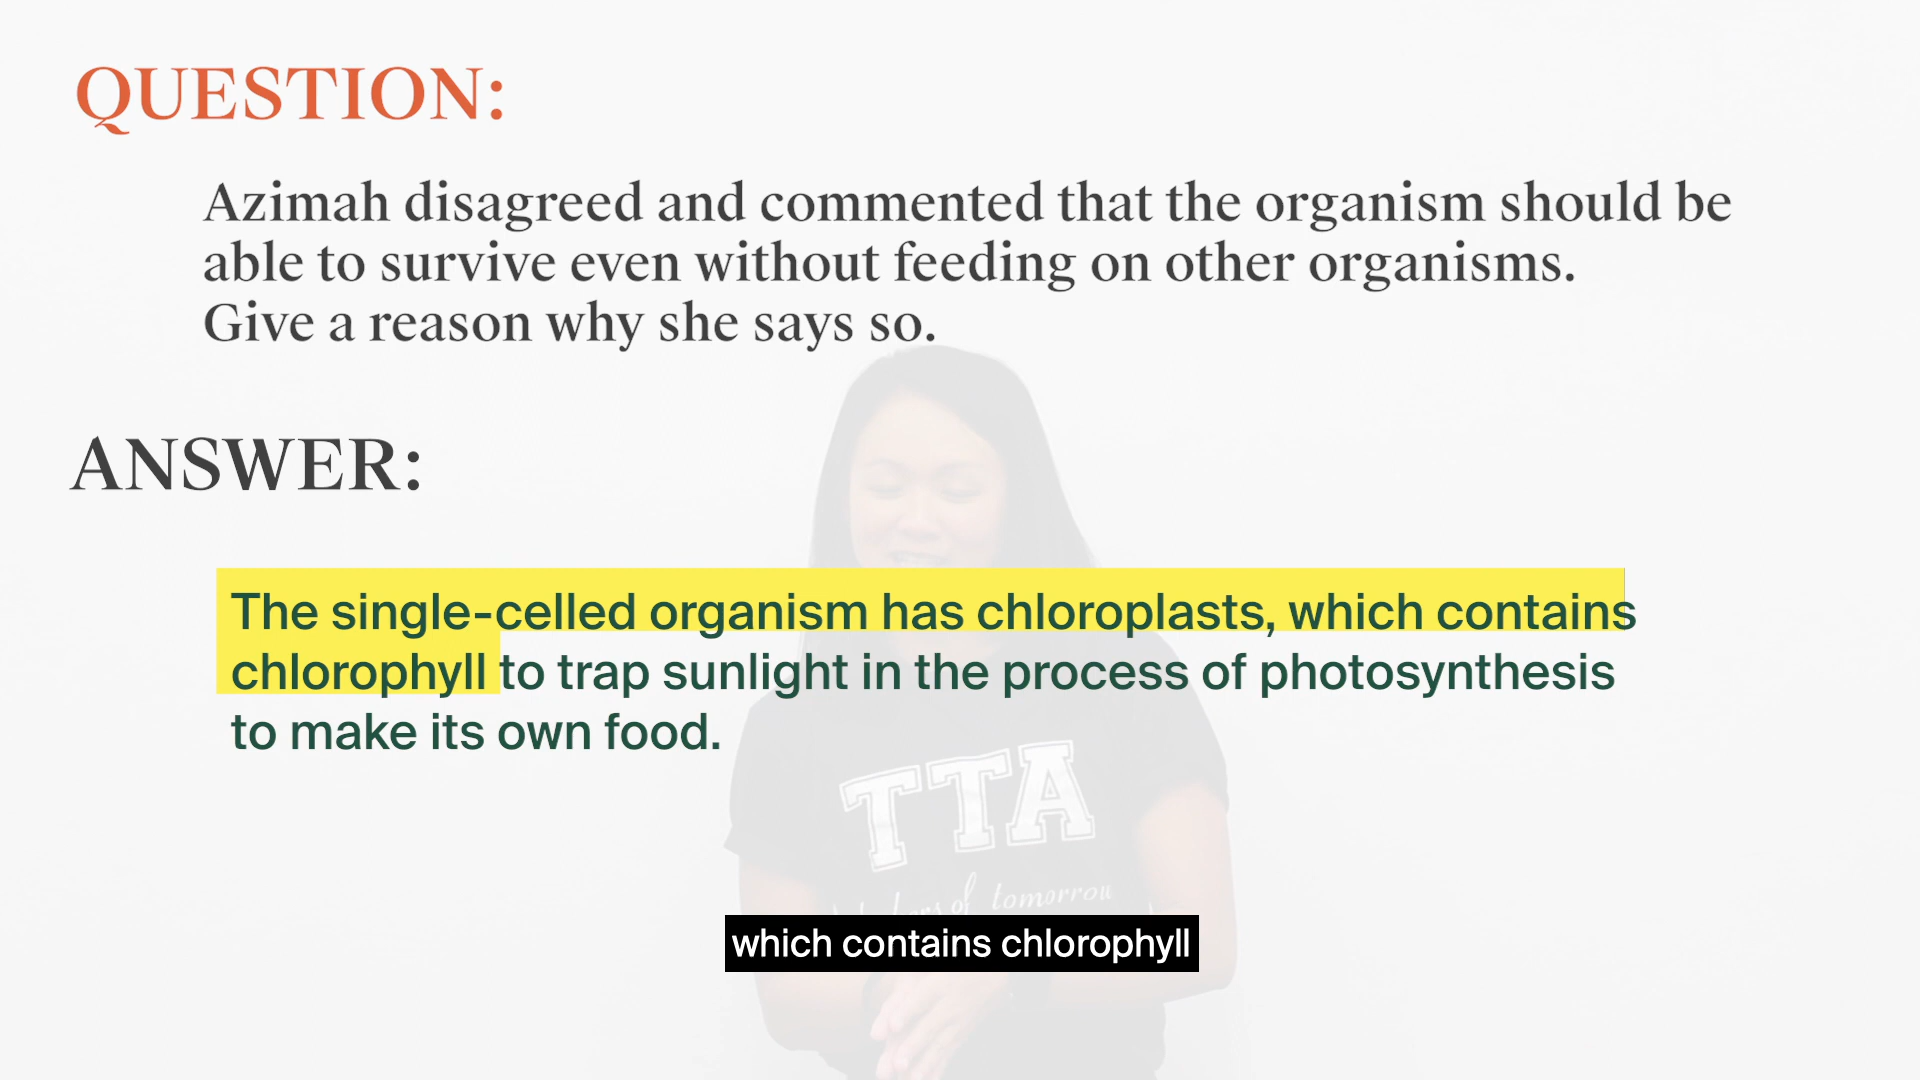 QUESTION:
Azimah disagreed and commented that the organism should be
able to survive even without feeding on other organisms.
Give a reason why she says so.
ANSWER:
The single-celled organism has chloroplasts, which contains
chlorophyll to trap sunlight in the process of photosynthesis
to make its own food.
TTA
of tomorrow
which contains chlorophyll